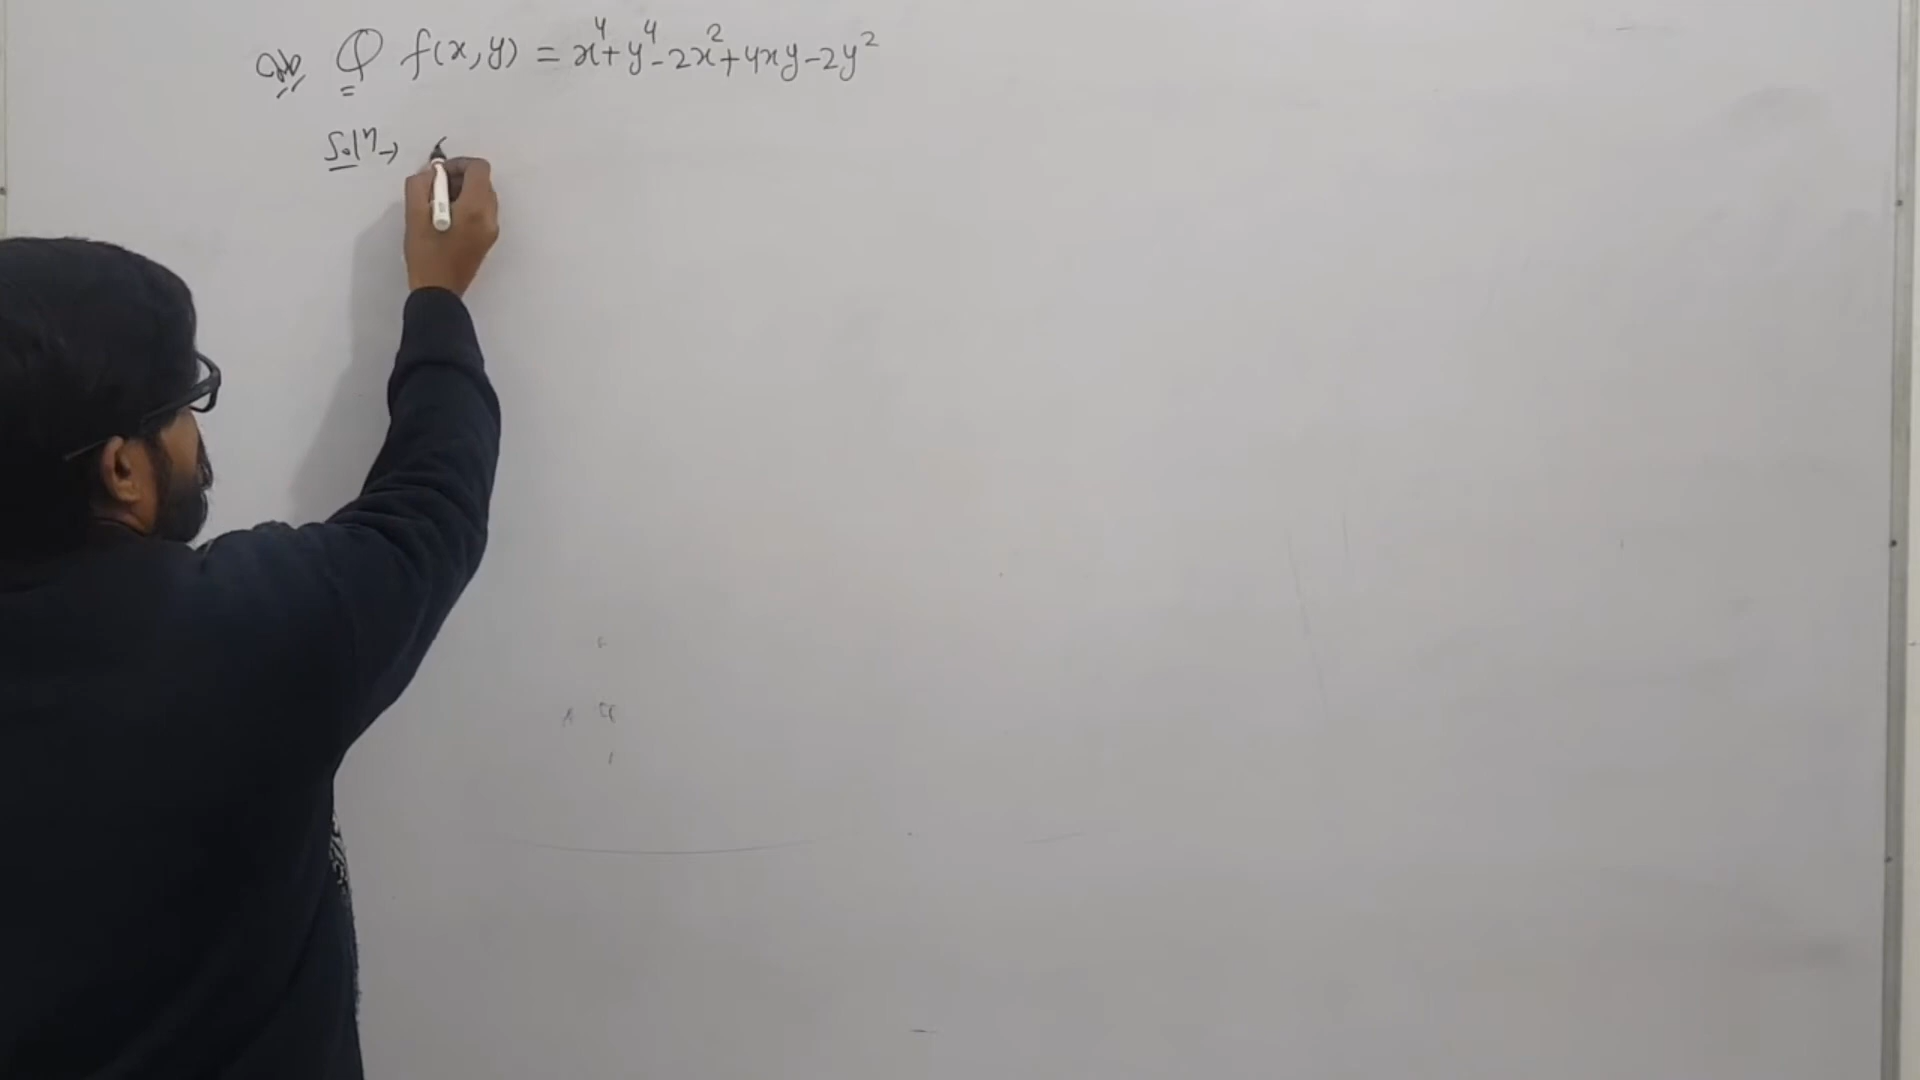 Q f(x,y) = x⁴+y⁴-2x²+4xy-2y²
Solⁿ→